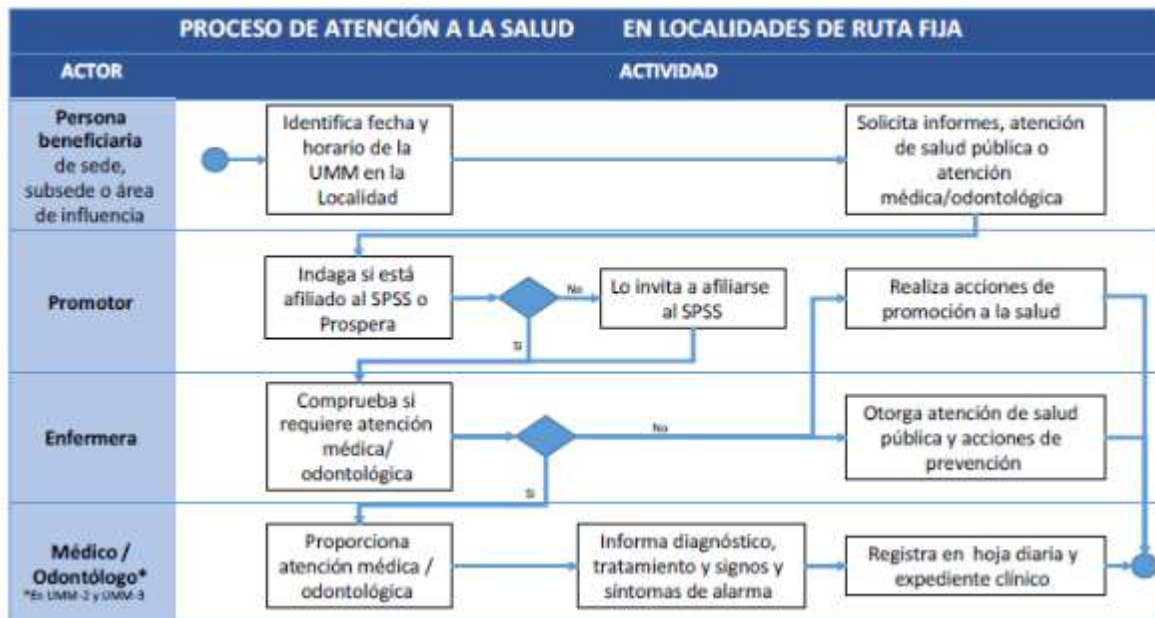 PROCESO DE ATENCIÓN A LA SALUD EN LOCALIDADES DE RUTA FIJA
ACTOR
ACTIVIDAD
Persona
beneficiaria
de sede,
subsede o área
de influencia
Identifica fecha y
horario de la
UMM en la
Localidad
Solicita informes, atención
de salud pública o
atención
médica/odontológica
Promotor
Indaga si está
afiliado al SPSS o
Prospera
No
Si
Lo invita a afiliarse
al SPSS
Realiza acciones de
promoción a la salud
Enfermera
Comprueba si
requiere atención
médica/
odontológica
No
Si
Otorga atención de salud
pública y acciones de
prevención
Médico /
Odontólogo*
*En UMM-2 y UMM-3
Proporciona
atención médica /
odontológica
Informa diagnóstico,
tratamiento y signos y
síntomas de alarma
Registra en hoja diaria y
expediente clínico